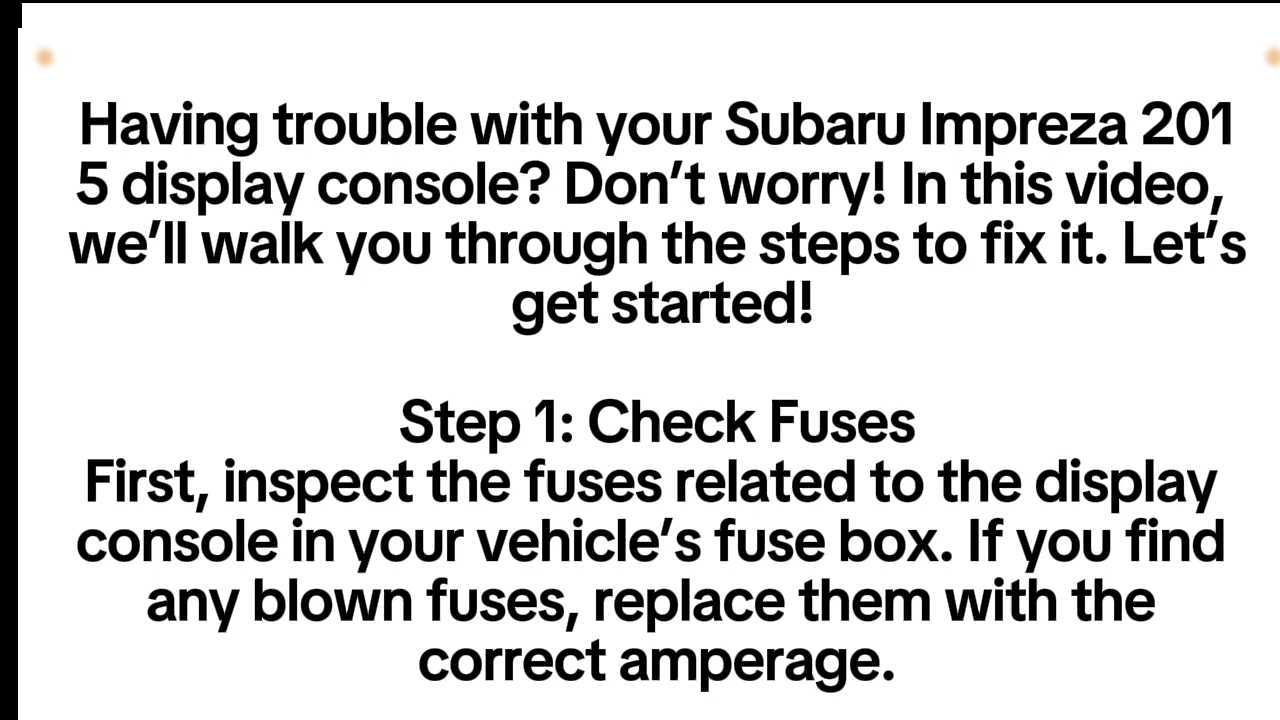 Having trouble with your Subaru Impreza 201
5 display console? Don’t worry! In this video,
we’ll walk you through the steps to fix it. Let’s
get started!
Step 1: Check Fuses
First, inspect the fuses related to the display
console in your vehicle’s fuse box. If you find
any blown fuses, replace them with the
correct amperage.